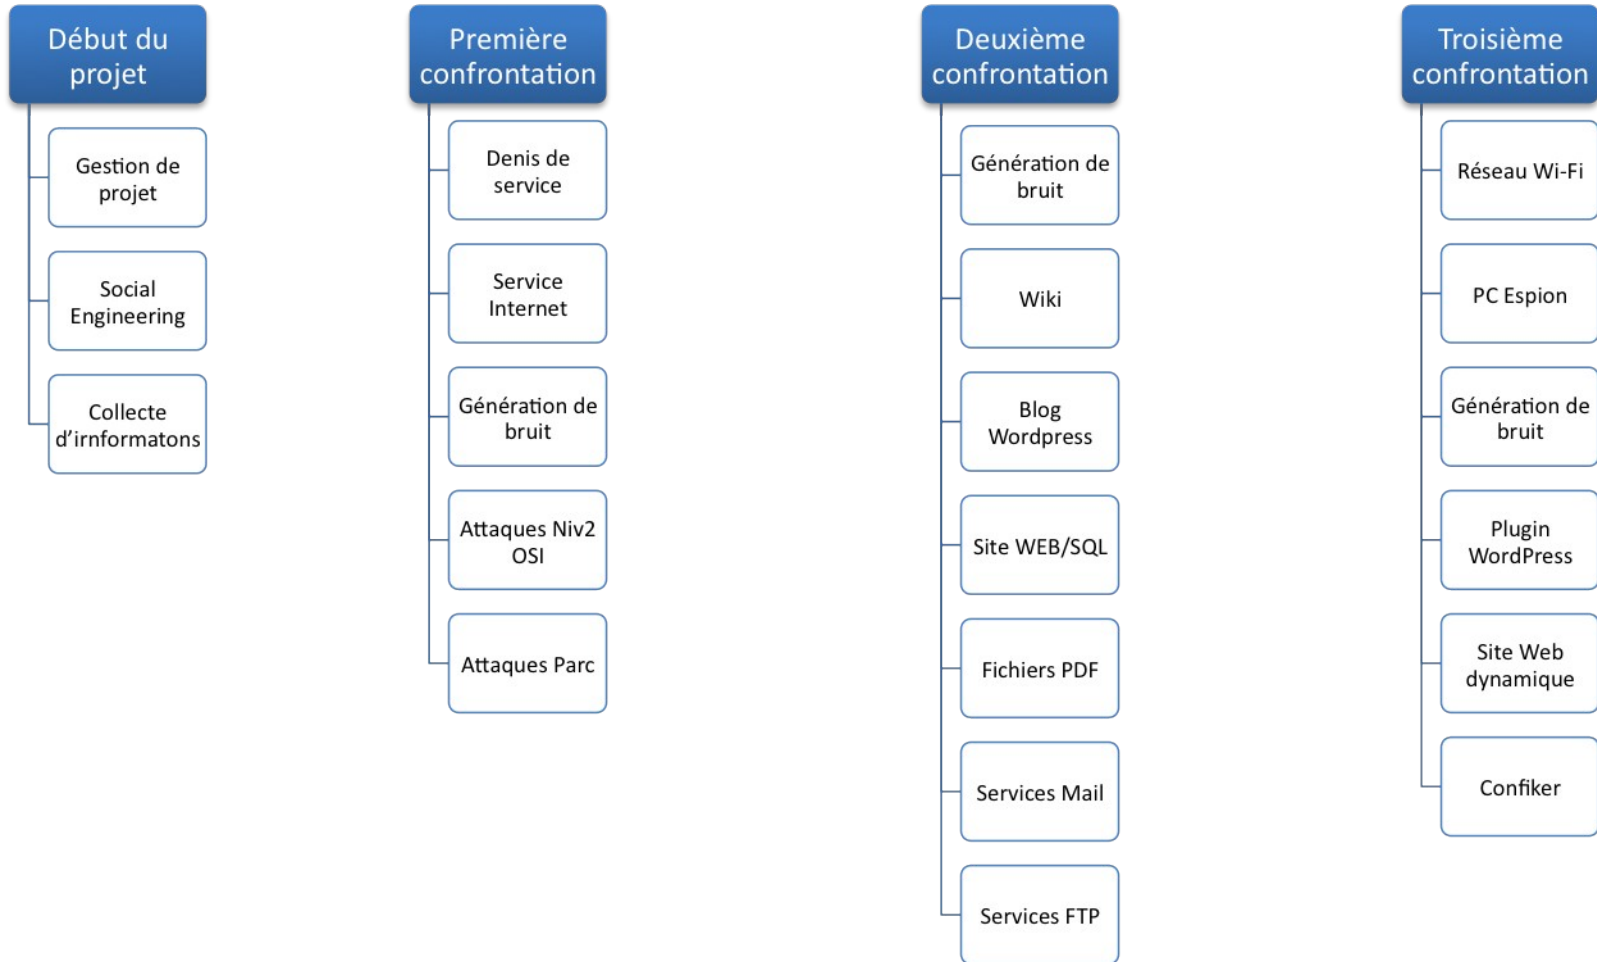 Début du
projet
Gestion de
projet
Social
Engineering
Collecte
d’irnformatons
Première
confrontation
Denis de
service
Service
Internet
Génération de
bruit
Attaques Niv2
OSI
Attaques Parc
Deuxième
confrontation
Génération de
bruit
Wiki
Blog
Wordpress
Site WEB/SQL
Fichiers PDF
Services Mail
Services FTP
Troisième
confrontation
Réseau Wi-Fi
PC Espion
Génération de
bruit
Plugin
WordPress
Site Web
dynamique
Confiker